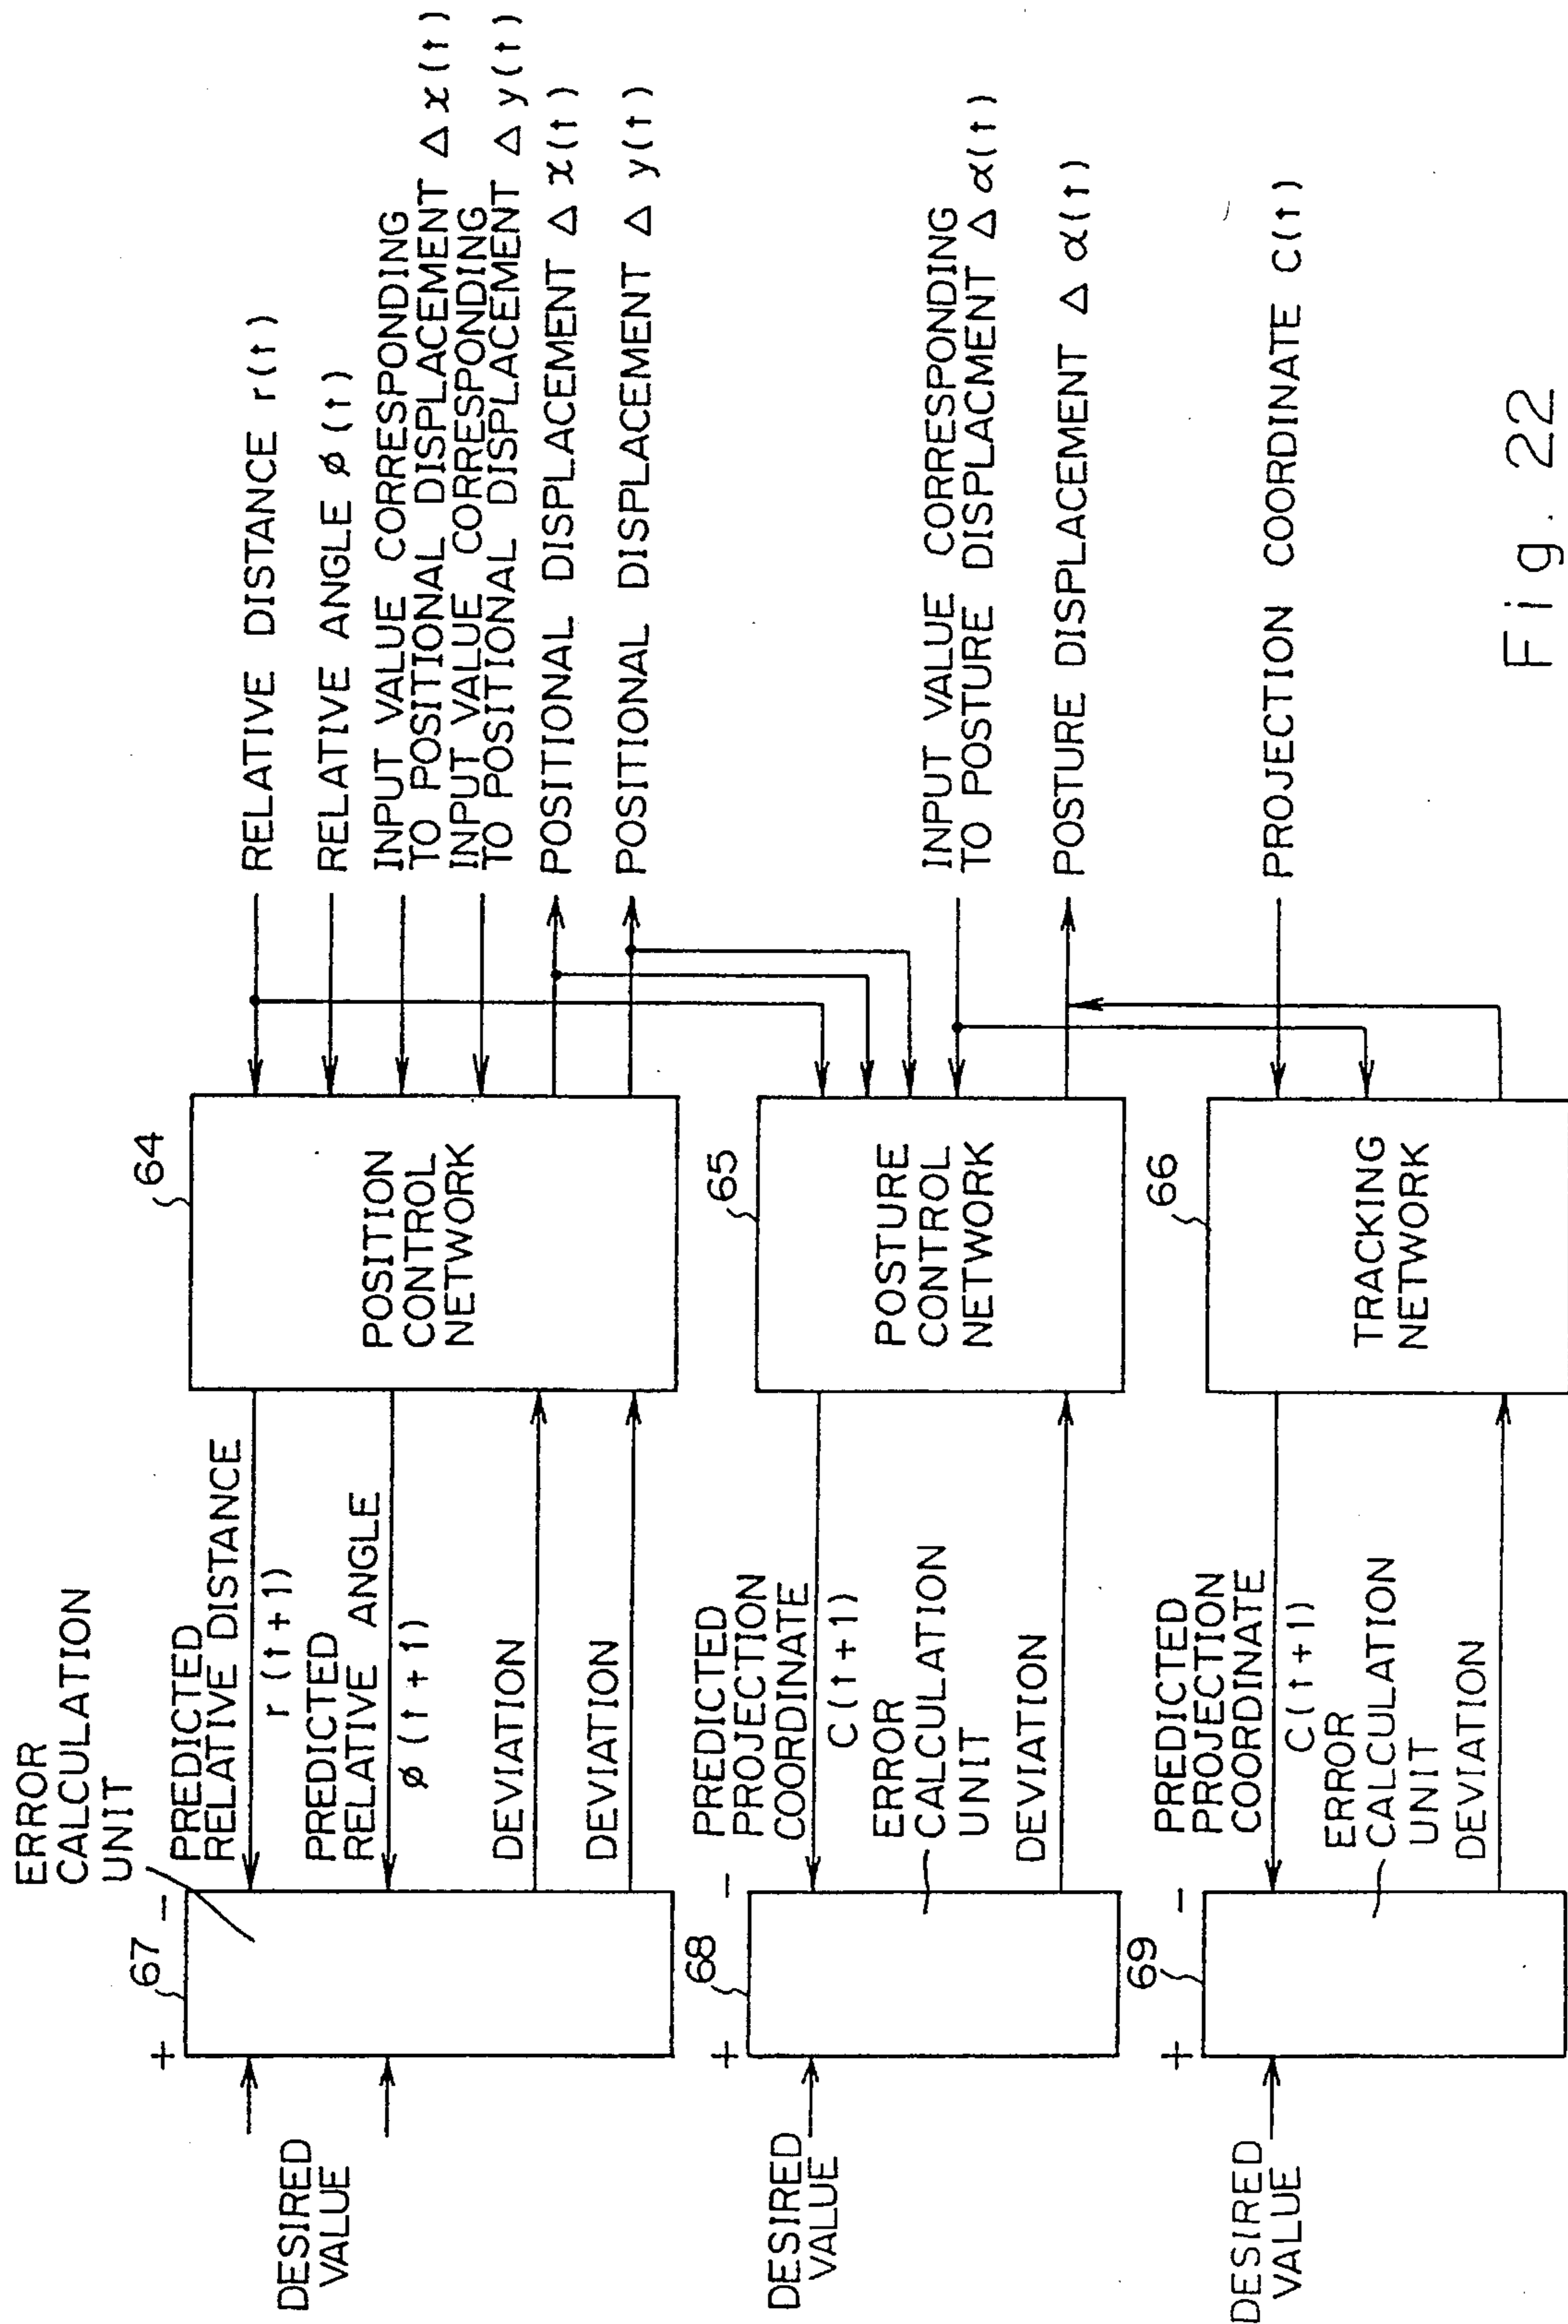 ERROR
CALCULATION
UNIT
DESIRED
VALUE
+
-
67
PREDICTED
RELATIVE DISTANCE
r(t+1)
PREDICTED
RELATIVE ANGLE
ø(t+1)
DEVIATION
DEVIATION
64
POSITION
CONTROL
NETWORK
RELATIVE DISTANCE r(t)
RELATIVE ANGLE ø(t)
INPUT VALUE CORRESPONDING
TO POSITIONAL DISPLACEMENT △x(t)
INPUT VALUE CORRESPONDING
TO POSITIONAL DISPLACEMENT △y(t)
POSITIONAL DISPLACEMENT △x(t)
POSITIONAL DISPLACEMENT △y(t)
DESIRED
VALUE
+
-
68
PREDICTED
PROJECTION
COORDINATE
C(t+1)
ERROR
CALCULATION
UNIT
DEVIATION
65
POSTURE
CONTROL
NETWORK
INPUT VALUE CORRESPONDING
TO POSTURE DISPLACMENT △α(t)
POSTURE DISPLACEMENT △α(t)
DESIRED
VALUE
+
-
69
PREDICTED
PROJECTION
COORDINATE
C(t+1)
ERROR
CALCULATION
UNIT
DEVIATION
66
TRACKING
NETWORK
PROJECTION COORDINATE C(t)
Fig. 22